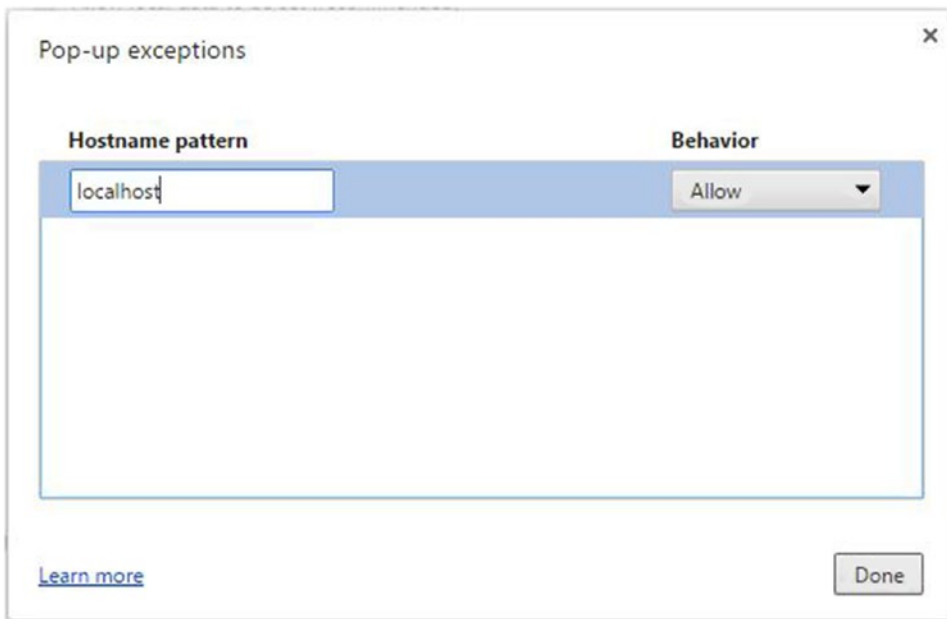 Pop-up exceptions
×
Hostname pattern Behavior
localhost Allow
Learn more Done